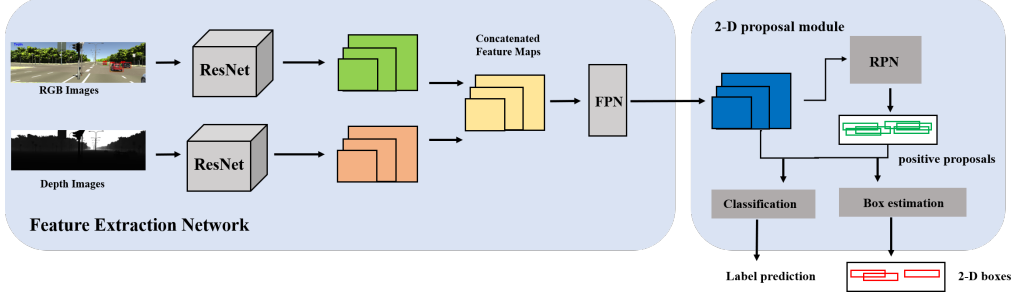 RGB Images
ResNet
Depth Images
ResNet
Concatenated
Feature Maps
FPN
Feature Extraction Network
2-D proposal module
RPN
positive proposals
Classification
Box estimation
Label prediction
2-D boxes